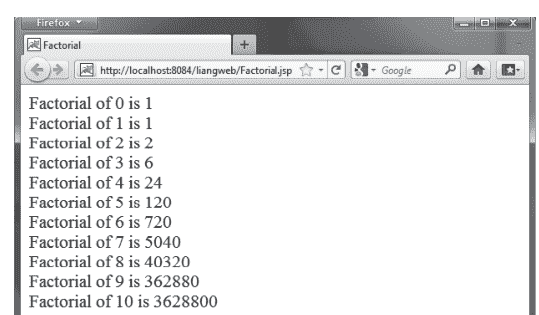 Firefox
Factorial
http://localhost:8084/liangweb/Factorial.jsp
Google
Factorial of 0 is 1
Factorial of 1 is 1
Factorial of 2 is 2
Factorial of 3 is 6
Factorial of 4 is 24
Factorial of 5 is 120
Factorial of 6 is 720
Factorial of 7 is 5040
Factorial of 8 is 40320
Factorial of 9 is 362880
Factorial of 10 is 3628800